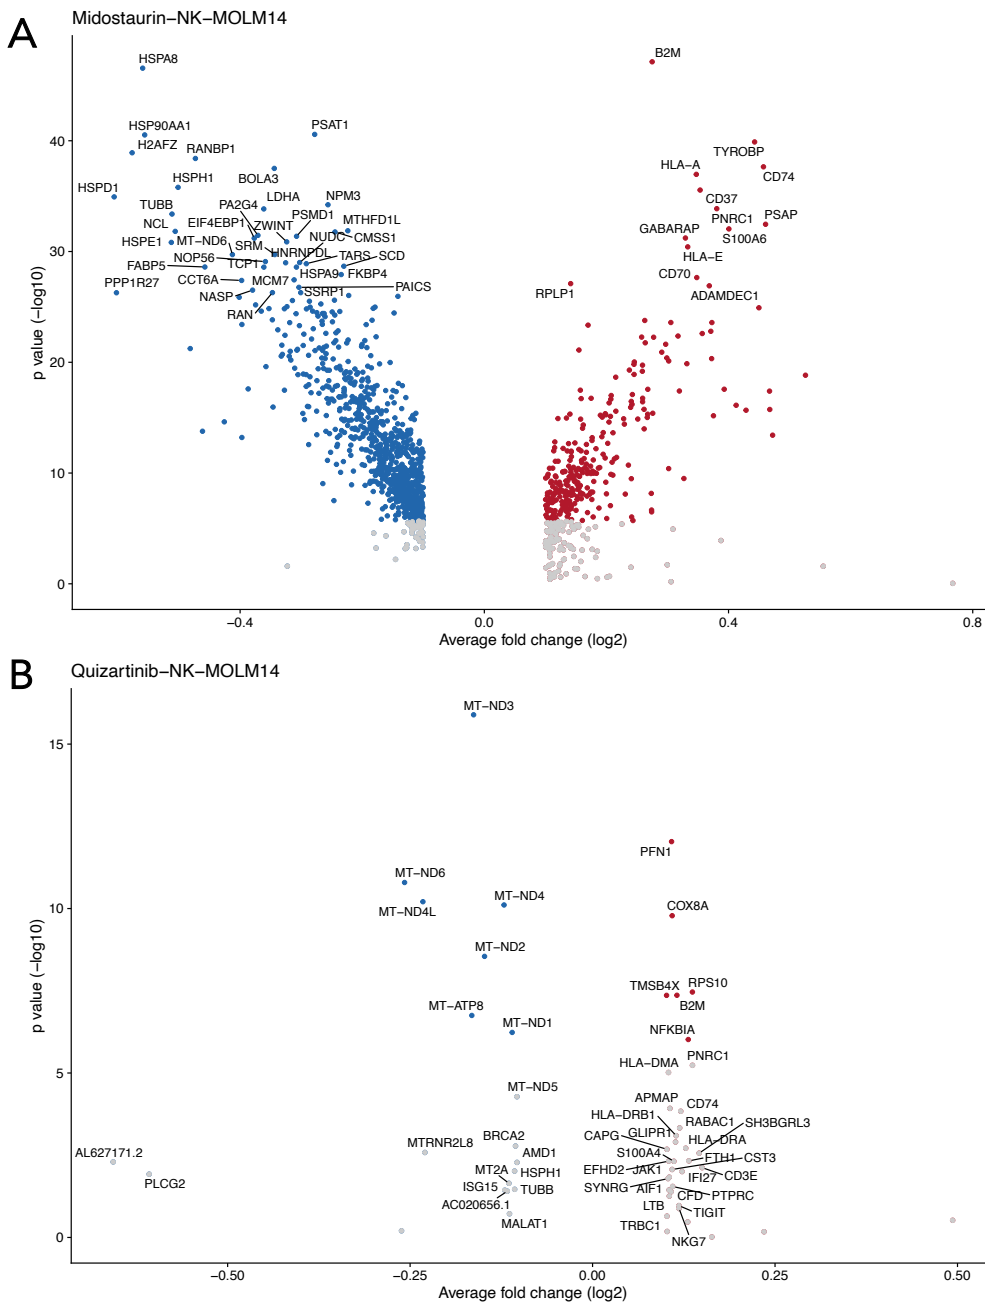 A
Midostaurin−NK−MOLM14
HSPA8
B2M
HSP90AA1
PSAT1
H2AFZ
RANBP1
TYROBP
HLA−A
CD74
HSPH1
BOLA3
HSPD1
LDHA
NPM3
CD37
TUBB
PA2G4
PSMD1
MTHFD1L
PNRC1
PSAP
NCL
EIF4EBP1
ZWINT
GABARAP
HSPE1
MT−ND6
SRM
NUDC
CMSS1
S100A6
NOP56
HNRNPDL
TARS
SCD
HLA−E
FABP5
TCP1
HSPA9
FKBP4
CD70
PPP1R27
CCT6A
MCM7
PAICS
RPLP1
ADAMDEC1
NASP
SSRP1
RAN
40
30
20
10
0
p value (−log10)
−0.4
0.0
0.4
0.8
Average fold change (log2)
B
Quizartinib−NK−MOLM14
MT−ND3
PFN1
MT−ND6
MT−ND4L
MT−ND4
COX8A
MT−ND2
TMSB4X
RPS10
B2M
MT−ATP8
MT−ND1
NFKBIA
HLA−DMA
PNRC1
MT−ND5
APMAP
CD74
HLA−DRB1
RABAC1
SH3BGRL3
CAPG
GLIPR1
HLA−DRA
MTRNR2L8
BRCA2
AL627171.2
AMD1
S100A4
FTH1
CST3
PLCG2
MT2A
HSPH1
EFHD2
JAK1
IFI27
CD3E
ISG15
TUBB
SYNRG
AIF1
CFD
PTPRC
AC020656.1
LTB
TIGIT
MALAT1
TRBC1
NKG7
15
10
5
0
p value (−log10)
−0.50
−0.25
0.00
0.25
0.50
Average fold change (log2)